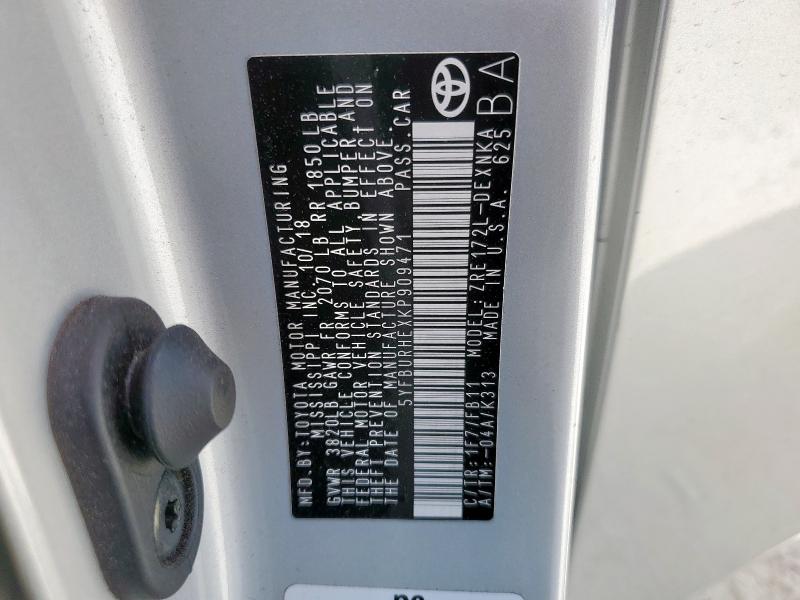 MFD.BY:TOYOTA MOTOR MANUFACTURING
MISSISSIPPI INC. 10/18
GVWR 3820LB GAWR FR 2070 LB RR 1850 LB
THIS VEHICLE CONFORMS TO ALL APPLICABLE
FEDERAL MOTOR VEHICLE SAFETY, BUMPER, AND
THEFT PREVENTION STANDARDS IN EFFECT ON
THE DATE OF MANUFACTURE SHOWN ABOVE.
5YFBURHEXKP909471 PASS.CAR
C/TR: 1F7/FB11 MODEL: ZRE172L-DEXNKA
A/TM:-04A/K313 MADE IN U.S.A. 625
BA